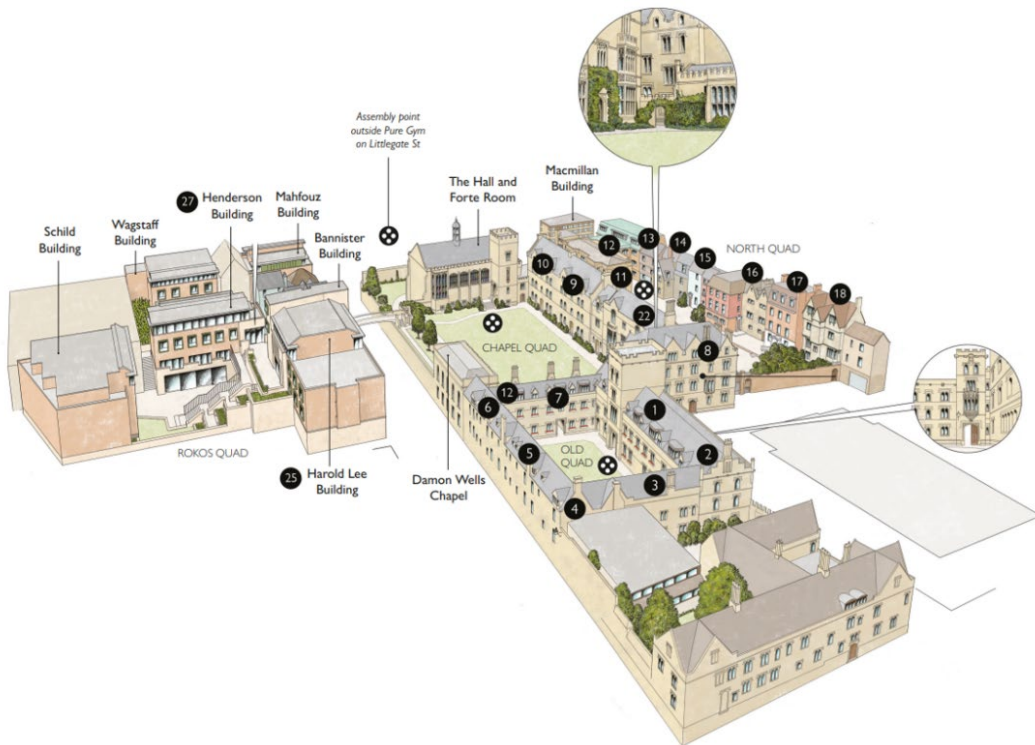 Assembly point
outside Pure Gym
on Littlegate St
The Hall and
Forte Room
Macmillan
Building
27
Henderson
Building
Mahfouz
Building
Wagstaff
Building
Schild
Building
Bannister
Building
NORTH QUAD
12
13
14
15
16
17
18
10
9
11
22
8
CHAPEL QUAD
12
7
6
1
5
OLD
QUAD
2
3
4
ROKOS QUAD
25
Harold Lee
Building
Damon Wells
Chapel